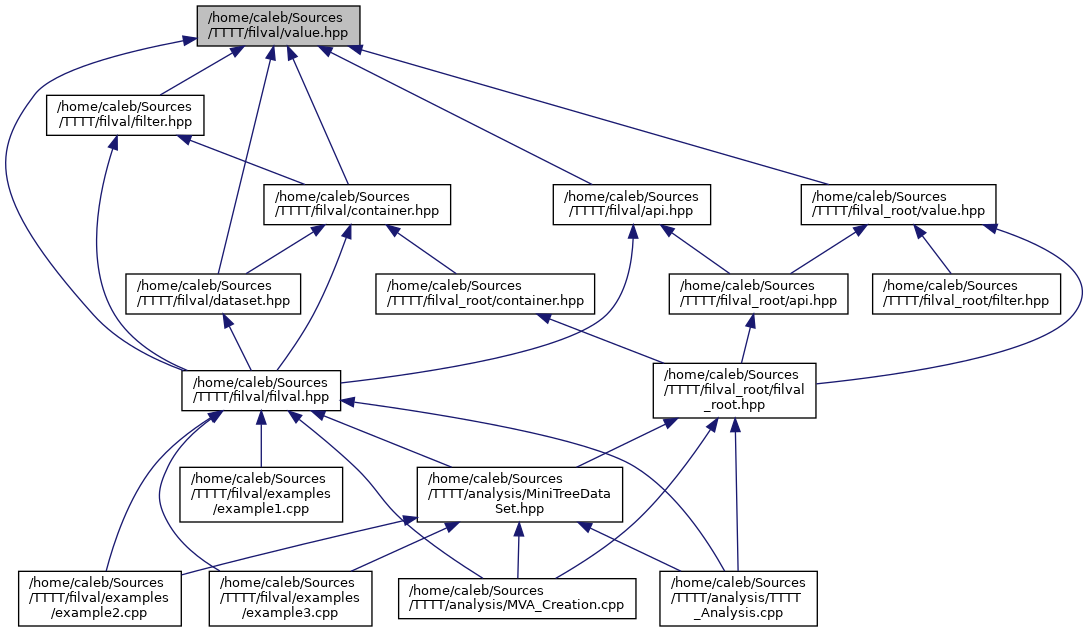 /home/caleb/Sources
/TTTT/filval/value.hpp
/home/caleb/Sources
/TTTT/filval/filter.hpp
/home/caleb/Sources
/TTTT/filval/container.hpp
/home/caleb/Sources
/TTTT/filval/api.hpp
/home/caleb/Sources
/TTTT/filval_root/value.hpp
/home/caleb/Sources
/TTTT/filval/dataset.hpp
/home/caleb/Sources
/TTTT/filval_root/container.hpp
/home/caleb/Sources
/TTTT/filval_root/api.hpp
/home/caleb/Sources
/TTTT/filval_root/filter.hpp
/home/caleb/Sources
/TTTT/filval/filval.hpp
/home/caleb/Sources
/TTTT/filval_root/filval
_root.hpp
/home/caleb/Sources
/TTTT/filval/examples
/example1.cpp
/home/caleb/Sources
/TTTT/analysis/MiniTreeData
Set.hpp
/home/caleb/Sources
/TTTT/filval/examples
/example2.cpp
/home/caleb/Sources
/TTTT/filval/examples
/example3.cpp
/home/caleb/Sources
/TTTT/analysis/MVA_Creation.cpp
/home/caleb/Sources
/TTTT/analysis/TTTT
_Analysis.cpp